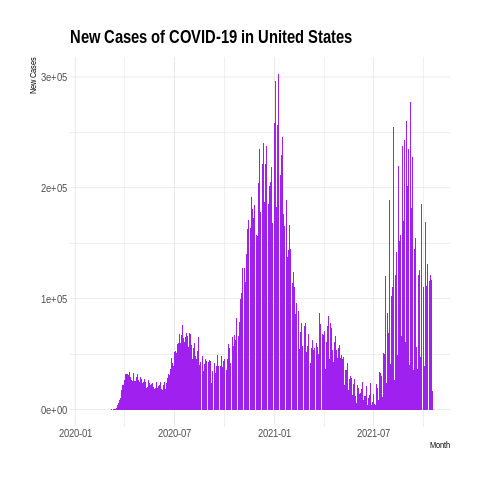 New Cases of COVID-19 in United States
New Cases
3e+05
2e+05
1e+05
0e+00
2020-01 2020-07 2021-01 2021-07
Month